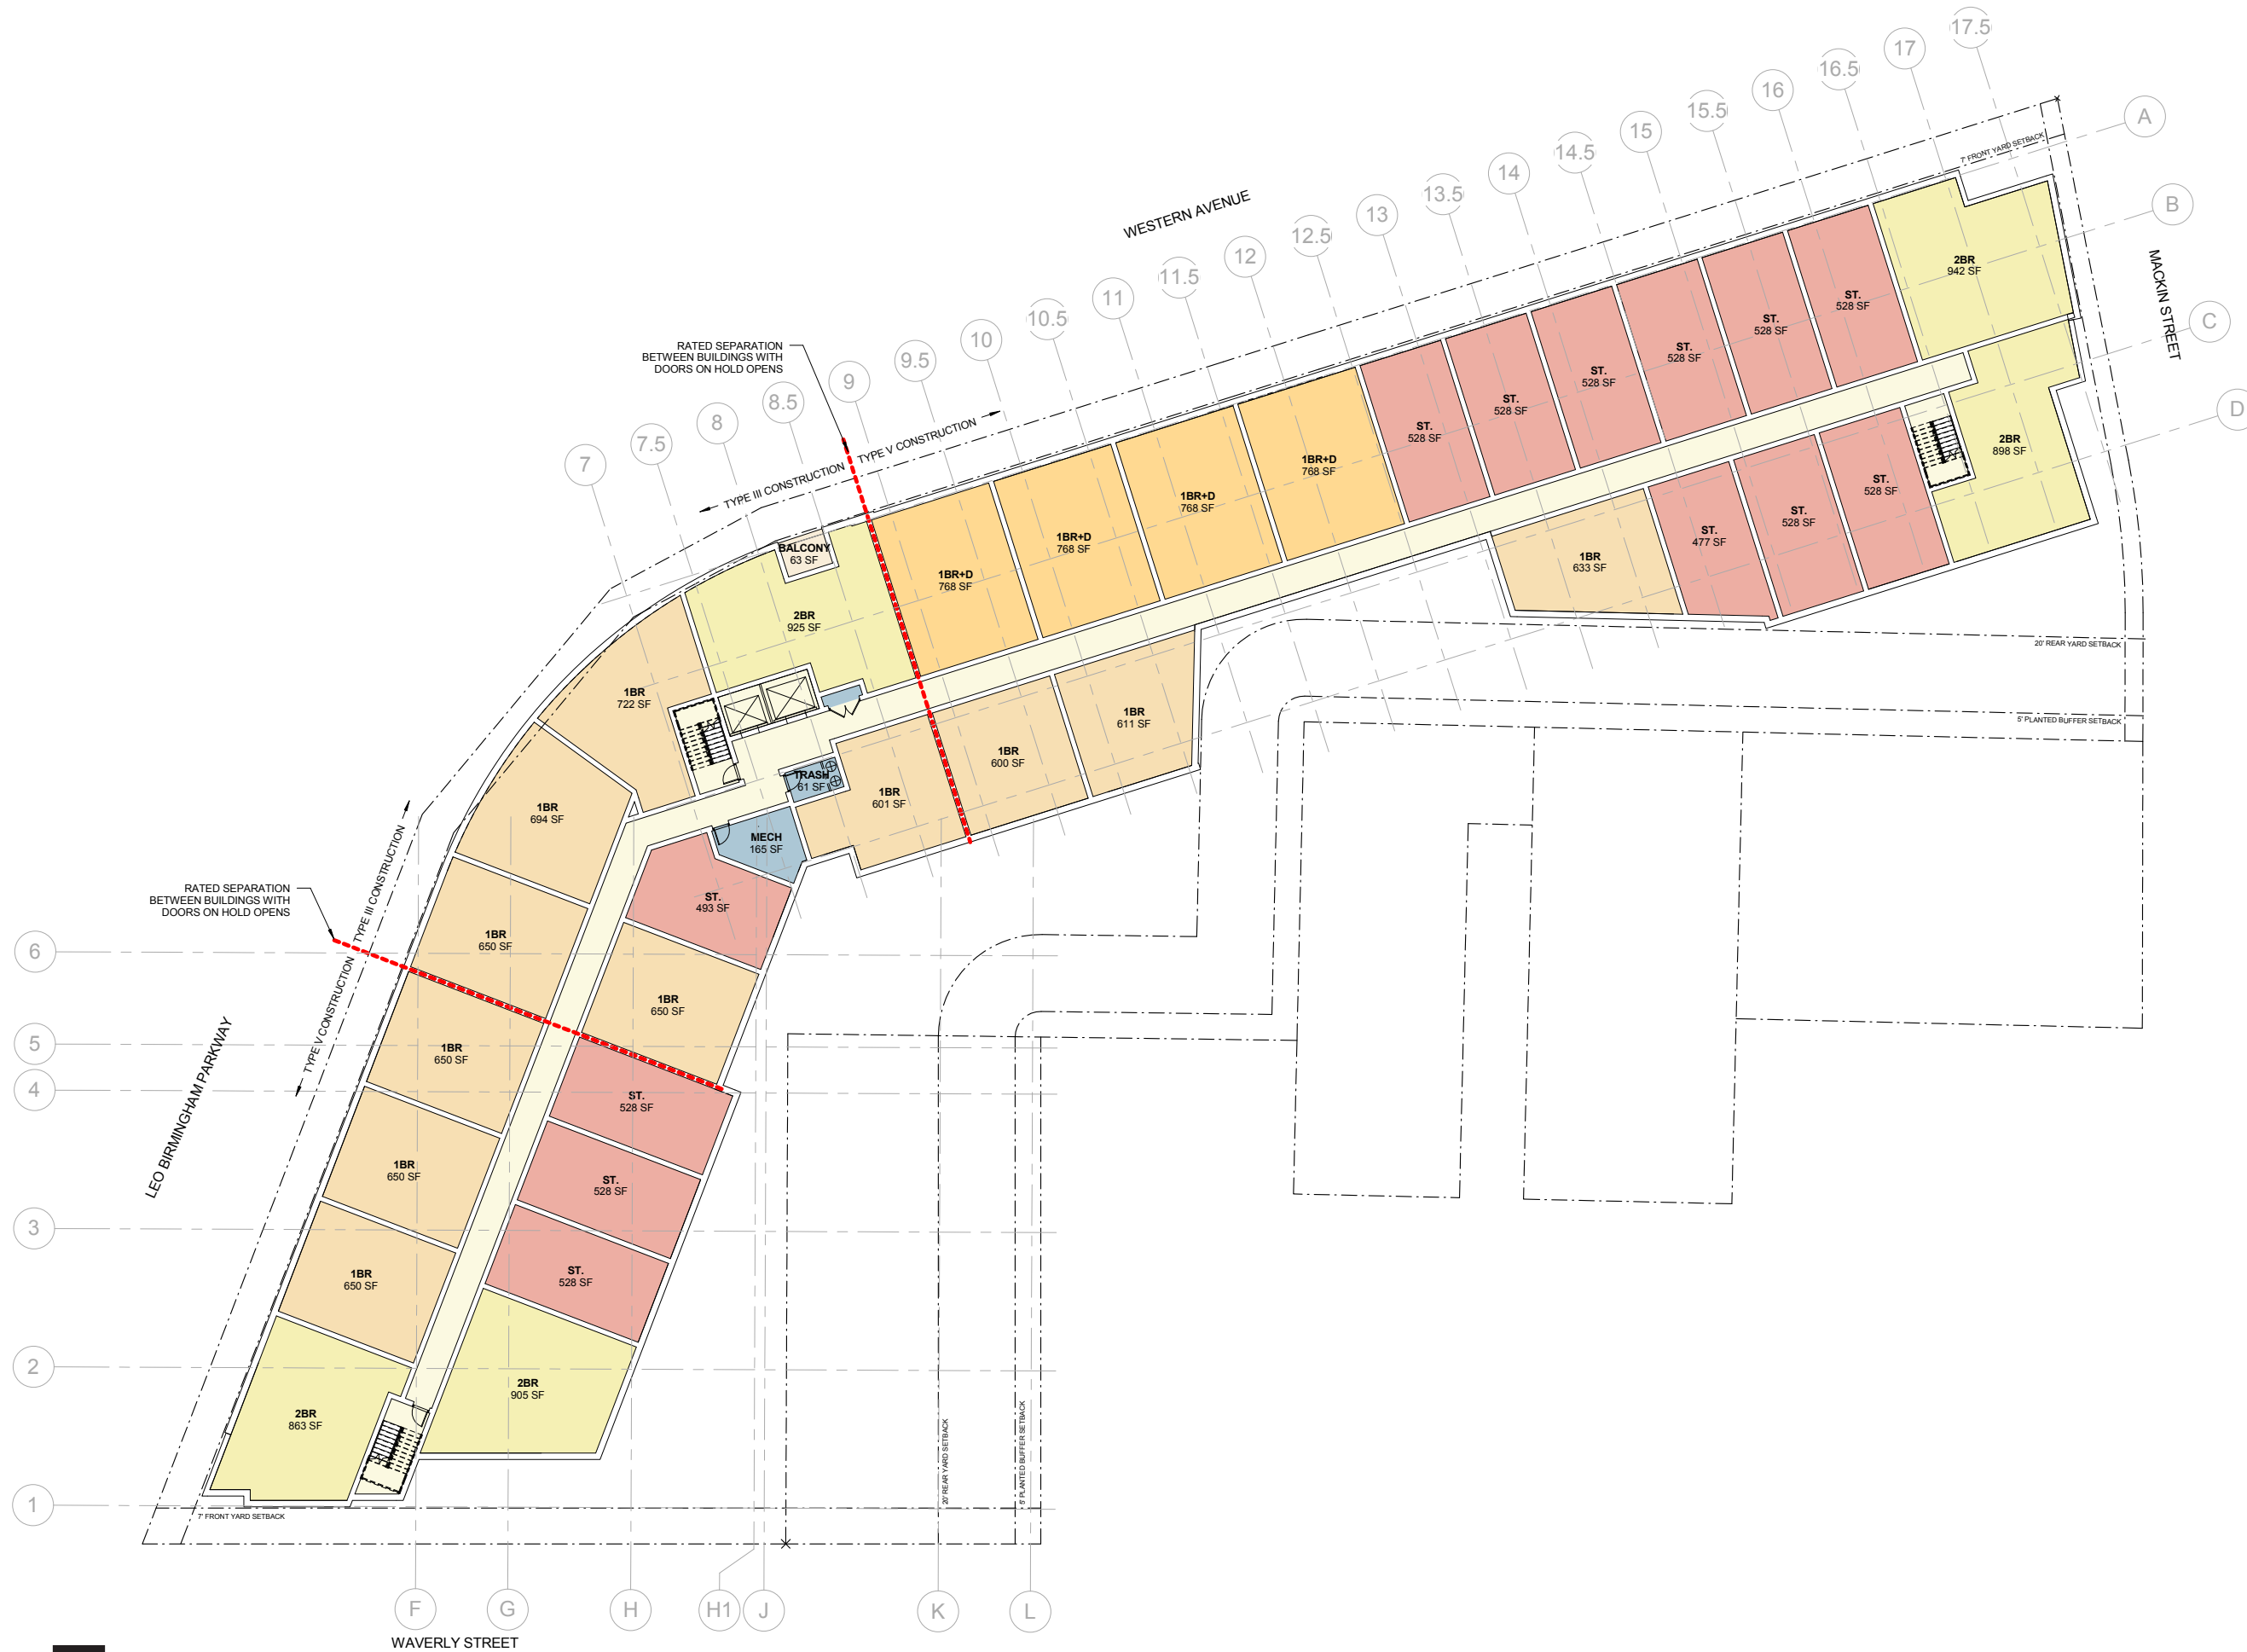 17.5
17
16.5
16
15.5
15
14.5
14
13.5
13
12.5
12
11.5
11
10.5
10
9.5
9
8.5
8
7.5
7
A
B
C
D
7' FRONT YARD SETBACK
WESTERN AVENUE
MACKIN STREET
RATED SEPARATION
BETWEEN BUILDINGS WITH
DOORS ON HOLD OPENS
TYPE III CONSTRUCTION
TYPE V CONSTRUCTION
2BR
942 SF
ST.
528 SF
ST.
528 SF
ST.
528 SF
ST.
528 SF
ST.
528 SF
ST.
528 SF
1BR+D
768 SF
1BR+D
768 SF
1BR+D
768 SF
1BR+D
768 SF
2BR
898 SF
ST.
528 SF
ST.
528 SF
ST.
477 SF
1BR
633 SF
BALCONY
63 SF
2BR
925 SF
1BR
722 SF
1BR
611 SF
1BR
600 SF
1BR
601 SF
TRASH
61 SF
MECH
165 SF
20' REAR YARD SETBACK
5' PLANTED BUFFER SETBACK
1BR
694 SF
ST.
493 SF
RATED SEPARATION
BETWEEN BUILDINGS WITH
DOORS ON HOLD OPENS
TYPE III CONSTRUCTION
TYPE V CONSTRUCTION
1BR
650 SF
1BR
650 SF
1BR
650 SF
ST.
528 SF
1BR
650 SF
ST.
528 SF
1BR
650 SF
ST.
528 SF
2BR
863 SF
2BR
905 SF
LEO BIRMINGHAM PARKWAY
6
5
4
3
2
1
20' REAR YARD SETBACK
5' PLANTED BUFFER SETBACK
7' FRONT YARD SETBACK
F
G
H
H1
J
K
L
WAVERLY STREET